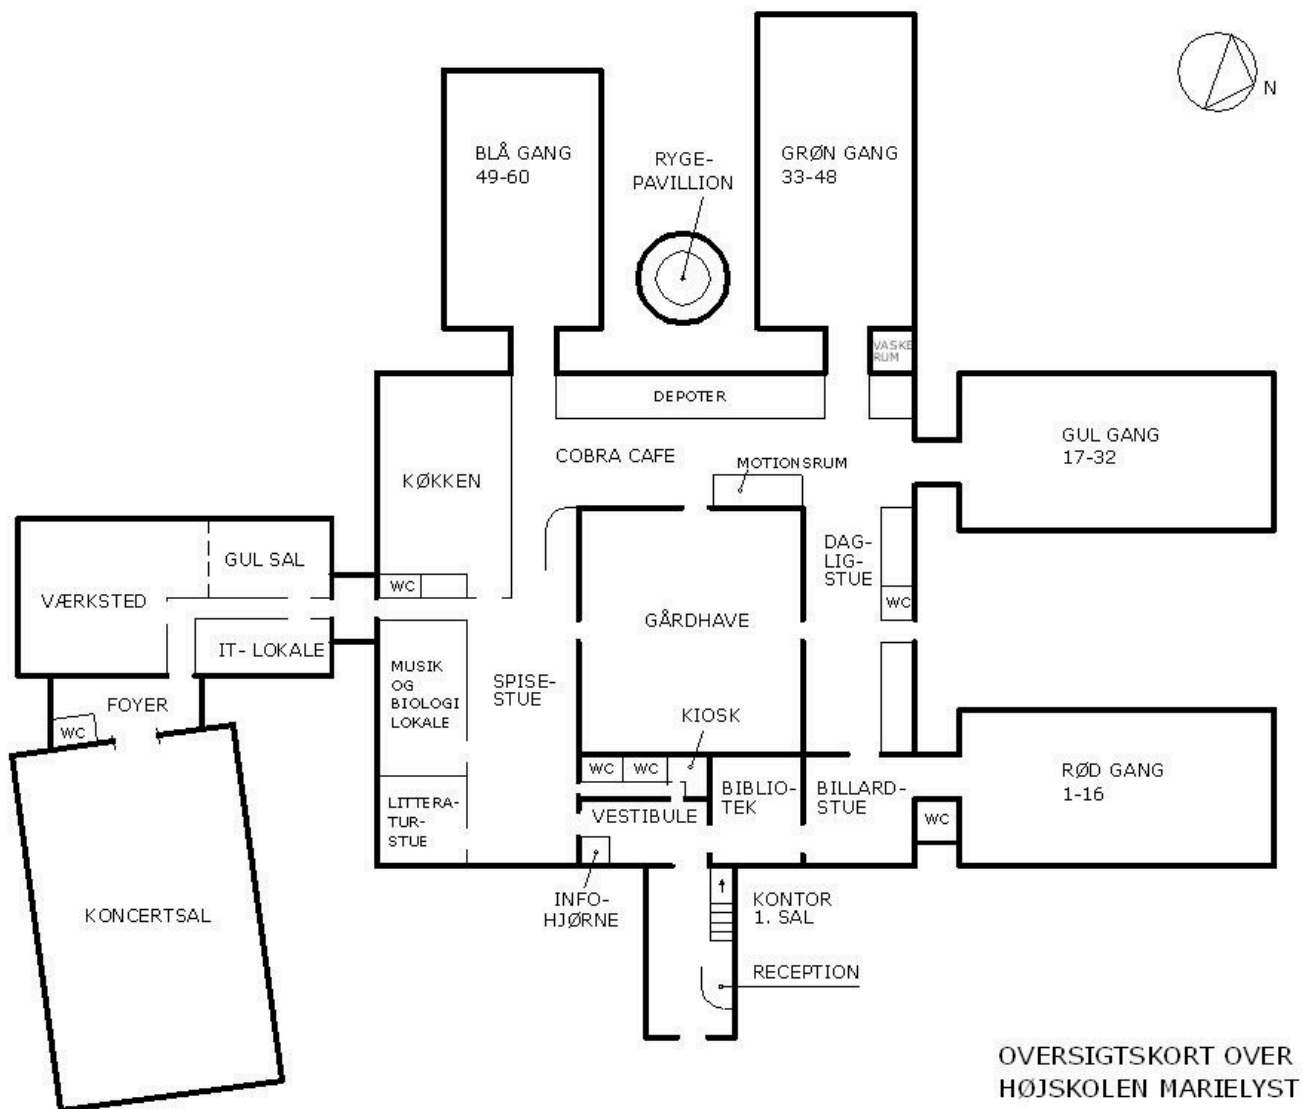 BLÅ GANG
49-60
RYGE-
PAVILLION
GRØN GANG
33-48
N
VASKE
RUM
DEPOTER
GUL GANG
17-32
COBRA CAFE
MOTIONSRUM
KØKKEN
GUL SAL
VÆRKSTED
WC
DAG-
LIG-
STUE
WC
GÅRDHAVE
IT- LOKALE
MUSIK
OG
BIOLOGI
LOKALE
SPISE-
STUE
FOYER
WC
KIOSK
WC
WC
BIBLIO-
TEK
BILLARD-
STUE
RØD GANG
1-16
WC
VESTIBULE
LITTERA-
TUR-
STUE
INFO-
HJØRNE
KONTOR
1. SAL
KONCERTSAL
RECEPTION
OVERSIGTSKORT OVER
HØJSKOLEN MARIELYST